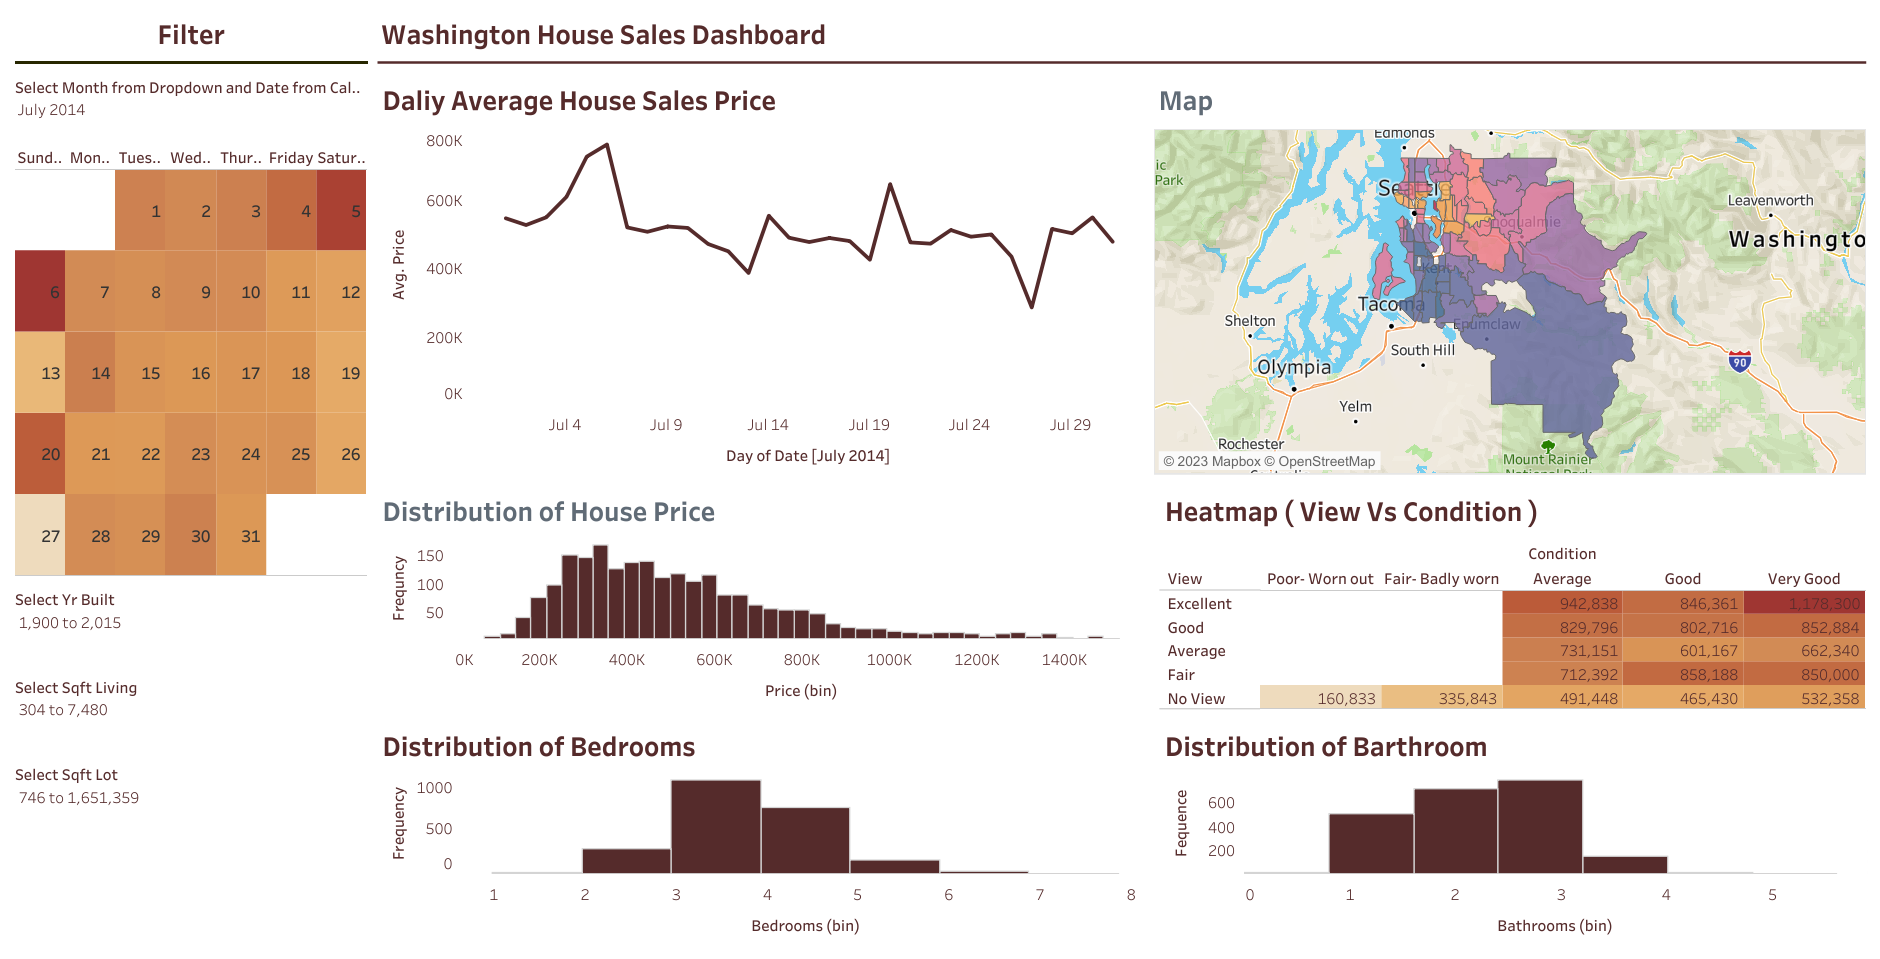 Filter
Washington House Sales Dashboard
Select Month from Dropdown and Date from Cal..
July 2014
Sund.. Mon.. Tues.. Wed.. Thur.. Friday Satur..
1 2 3 4 5
6 7 8 9 10 11 12
13 14 15 16 17 18 19
20 21 22 23 24 25 26
27 28 29 30 31
Select Yr Built
1,900 to 2,015
Select Sqft Living
304 to 7,480
Select Sqft Lot
746 to 1,651,359
Daliy Average House Sales Price
800K
600K
400K
200K
0K
Avg. Price
Jul 4 Jul 9 Jul 14 Jul 19 Jul 24 Jul 29
Day of Date [July 2014]
Map
Edmonds
ic
Park
Seattle
Leavenworth
Snoqualmie
Washingto
Kent
Tacoma
Shelton
Enumclaw
South Hill
90
Olympia
Yelm
Rochester
Mount Rainier
National Park
© 2023 Mapbox © OpenStreetMap
Distribution of House Price
150
100
50
Frequncy
0K 200K 400K 600K 800K 1000K 1200K 1400K
Price (bin)
Heatmap ( View Vs Condition )
Condition
View Poor- Worn out Fair- Badly worn Average Good Very Good
Excellent 942,838 846,361 1,178,300
Good 829,796 802,716 852,884
Average 731,151 601,167 662,340
Fair 712,392 858,188 850,000
No View 160,833 335,843 491,448 465,430 532,358
Distribution of Bedrooms
1000
500
0
Frequency
1 2 3 4 5 6 7 8
Bedrooms (bin)
Distribution of Barthroom
600
400
200
Fequence
0 1 2 3 4 5
Bathrooms (bin)